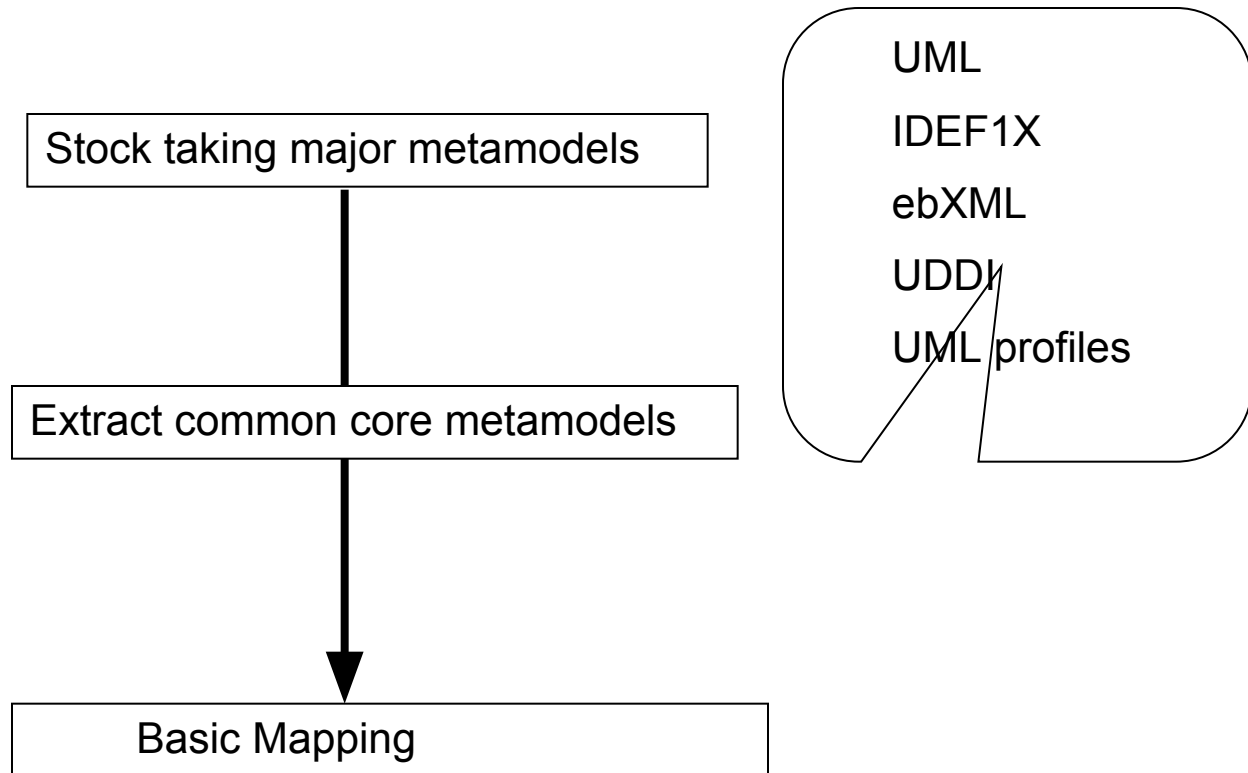 Stock taking major metamodels
Extract common core metamodels
Basic Mapping
UML
IDEF1X
ebXML
UDDI
UML profiles